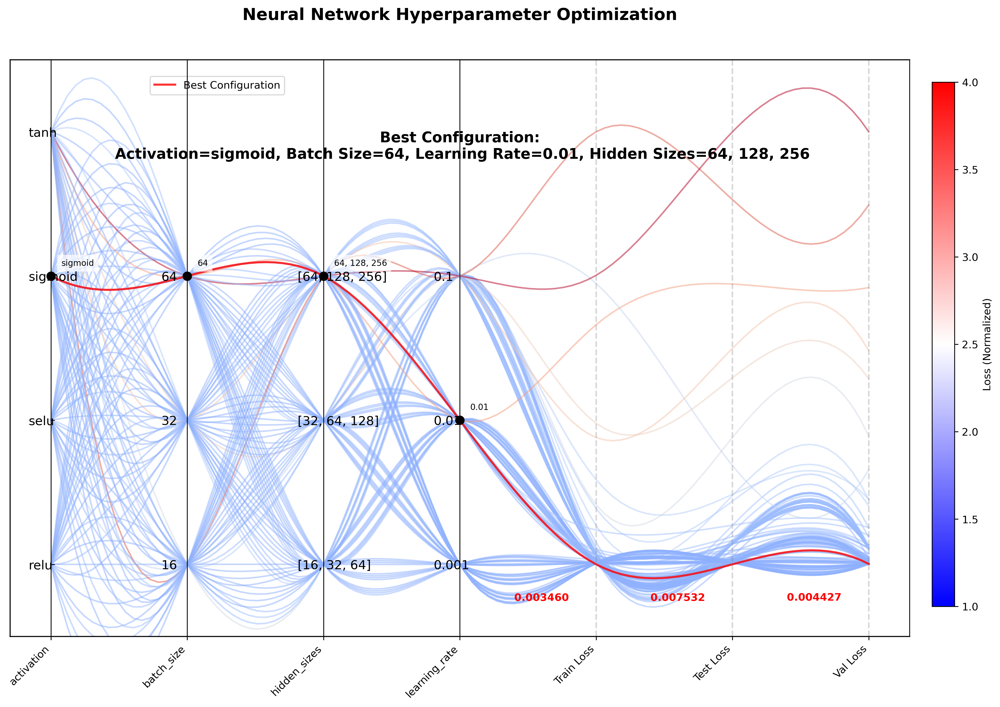 Neural Network Hyperparameter Optimization
Best Configuration
Best Configuration:
Activation=sigmoid, Batch Size=64, Learning Rate=0.01, Hidden Sizes=64, 128, 256
tanh
sigmoid
selu
relu
sigmoid
64
32
16
64
[64, 128, 256]
[32, 64, 128]
[16, 32, 64]
64, 128, 256
0.1
0.01
0.001
0.01
0.003460
0.007532
0.004427
activation
batch_size
hidden_sizes
learning_rate
Train Loss
Test Loss
Val Loss
4.0
3.5
3.0
2.5
2.0
1.5
1.0
Loss (Normalized)